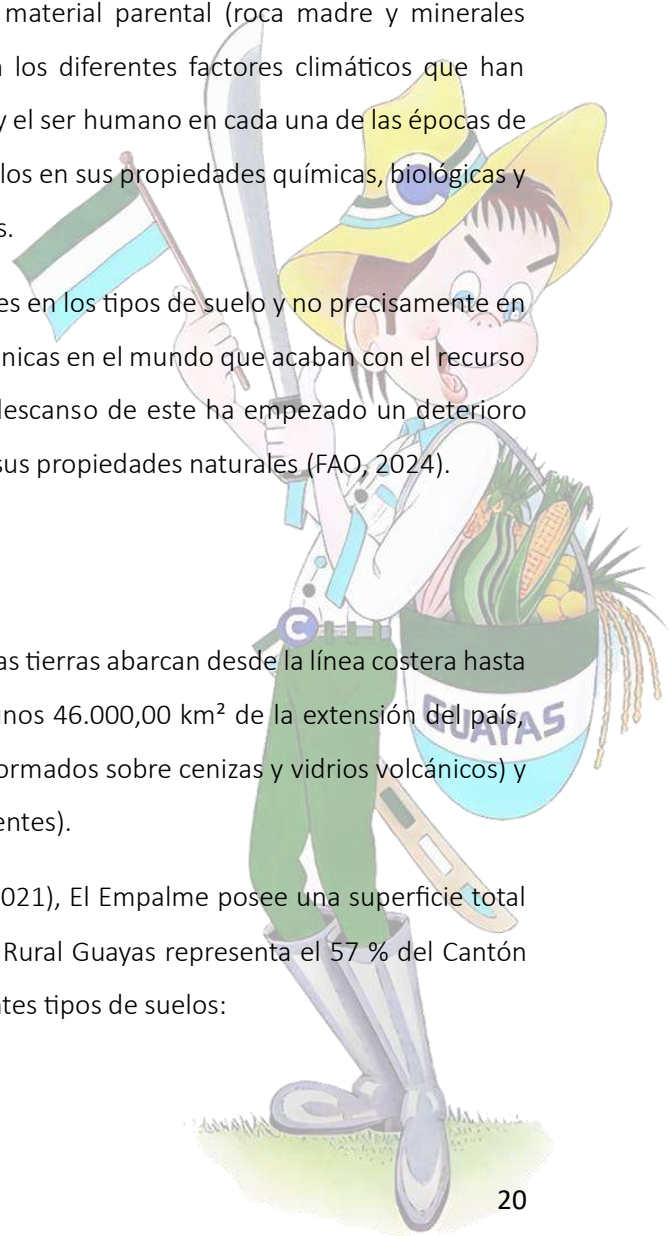 material parental (roca madre y minerales
los diferentes factores climáticos que han
y el ser humano en cada una de las épocas de
los en sus propiedades químicas, biológicas y
s.
es en los tipos de suelo y no precisamente en
nicas en el mundo que acaban con el recurso
descanso de este ha empezado un deterioro
sus propiedades naturales (FAO, 2024).
as tierras abarcan desde la línea costera hasta
unos 46.000,00 km² de la extensión del país,
ormados sobre cenizas y vidrios volcánicos) y
entes).
2021), El Empalme posee una superficie total
Rural Guayas representa el 57 % del Cantón
ntes tipos de suelos:
C
C
GUAYAS
20